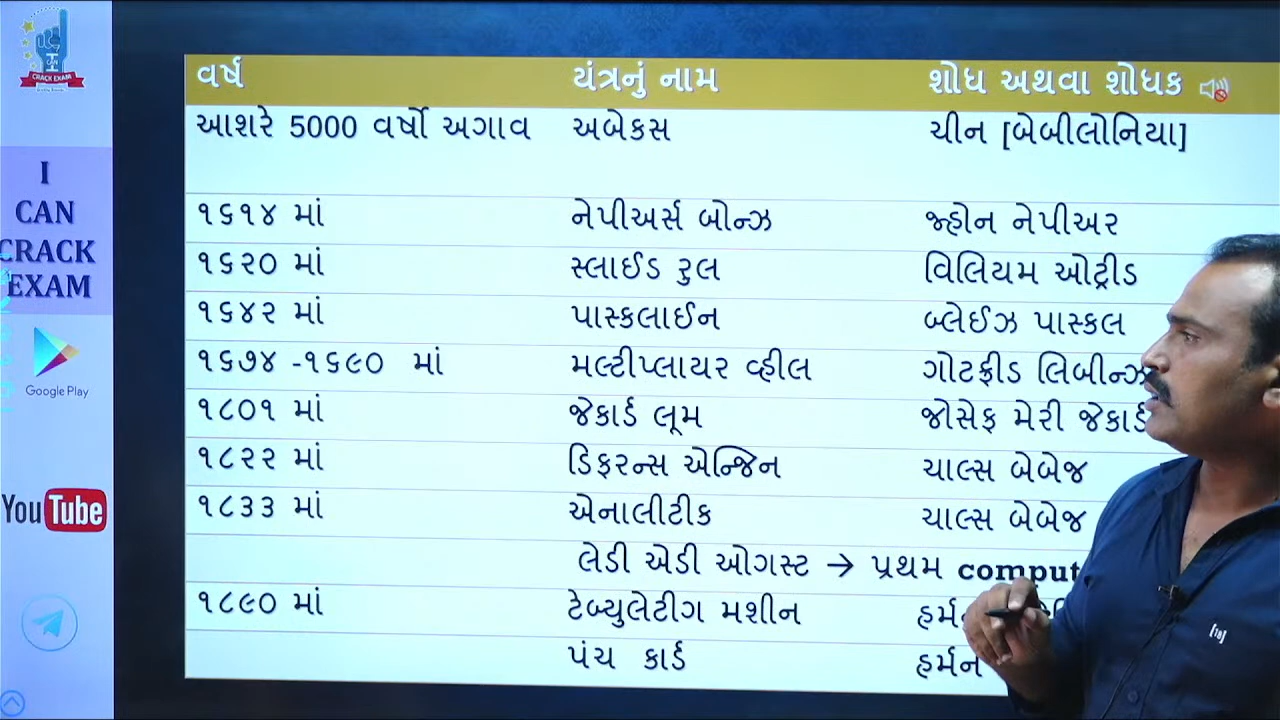 CRACK EXAM
I
CAN
CRACK
EXAM
Google Play
YouTube
વર્ષ યંત્રનું નામ શોધ અથવા શોધક
આશરે 5000 વર્ષો અગાવ અબેકસ ચીન [બેબીલોનિયા]
૧૬૧૪ માં નેપીઅર્સ બોન્ઝ જ્હોન નેપીઅર
૧૬૨૦ માં સ્લાઈડ રુલ વિલિયમ ઓટ્રીડ
૧૬૪૨ માં પાસ્કલાઈન બ્લેઈઝ પાસ્કલ
૧૬૭૪ -૧૬૯૦ માં મલ્ટીપ્લાયર વ્હીલ ગોટફ્રીડ લિબીન્ઝ
૧૮૦૧ માં જેકાર્ડ લૂમ જોસેફ મેરી જેકાર્ડ
૧૮૨૨ માં ડિફરન્સ એન્જિન ચાલ્સ બેબેજ
૧૮૩૩ માં એનાલીટીક ચાલ્સ બેબેજ
લેડી એડી ઓગસ્ટ → પ્રથમ comput
૧૮૯૦ માં ટેબ્યુલેટીગ મશીન
પંચ કાર્ડ હર્મન